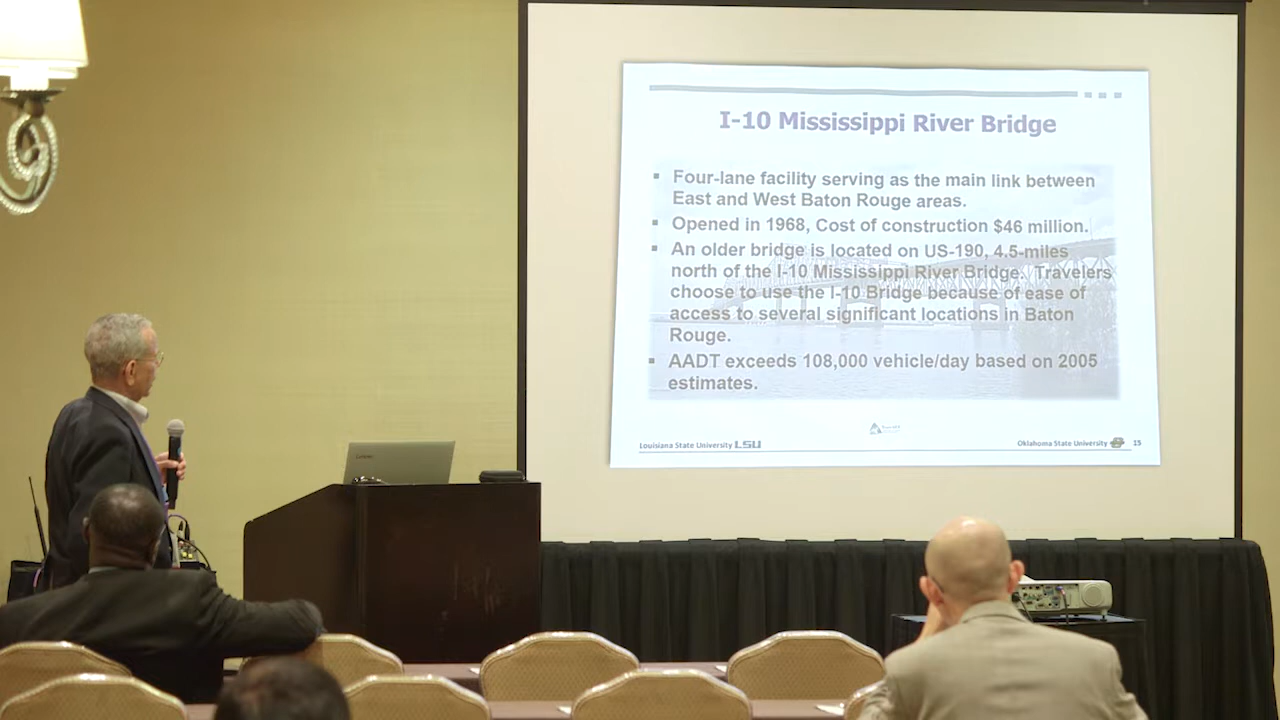 I-10 Mississippi River Bridge
Four-lane facility serving as the main link between
East and West Baton Rouge areas.
Opened in 1968, Cost of construction $46 million.
An older bridge is located on US-190, 4.5-miles
north of the I-10 Mississippi River Bridge. Travelers
choose to use the I-10 Bridge because of ease of
access to several significant locations in Baton
Rouge.
AADT exceeds 108,000 vehicle/day based on 2005
estimates.
Louisiana State University LSU
Oklahoma State University 15
Lenovo